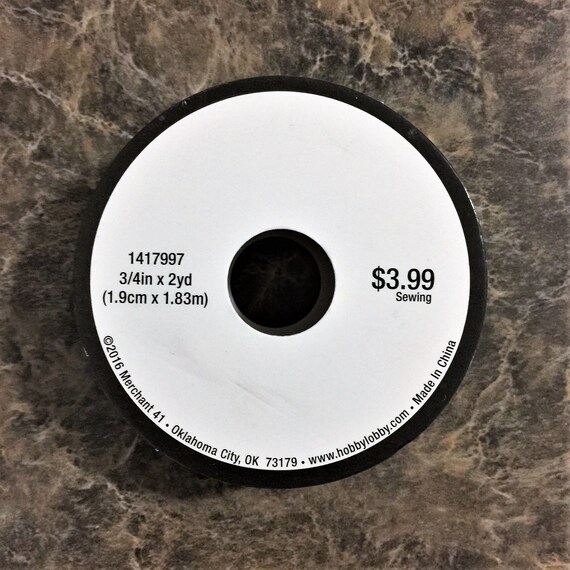 1417997
3/4in x 2yd
(1.9cm x 1.83m)
$3.99
Sewing
©2016 Merchant 41 • Oklahoma City, OK 73179 • www.hobbylobby.com • Made In China